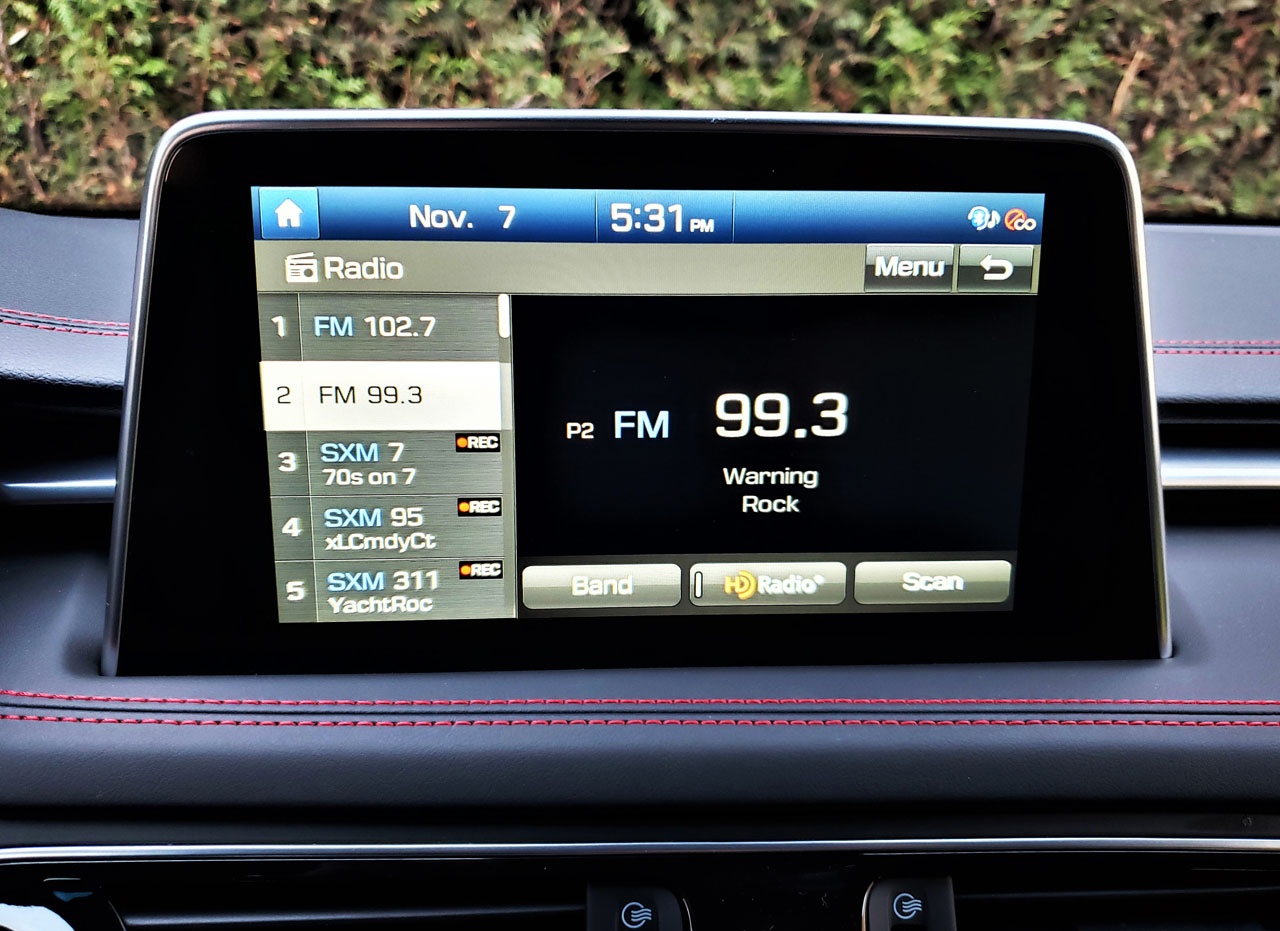 Nov. 7 5:31 PM
Radio Menu
1 FM 102.7
2 FM 99.3
3 SXM 7 REC
70s on 7
4 SXM 95 REC
xLCmdyCt
5 SXM 311 REC
YachtRoc
P2 FM 99.3
Warning
Rock
Band HD Radio® Scan